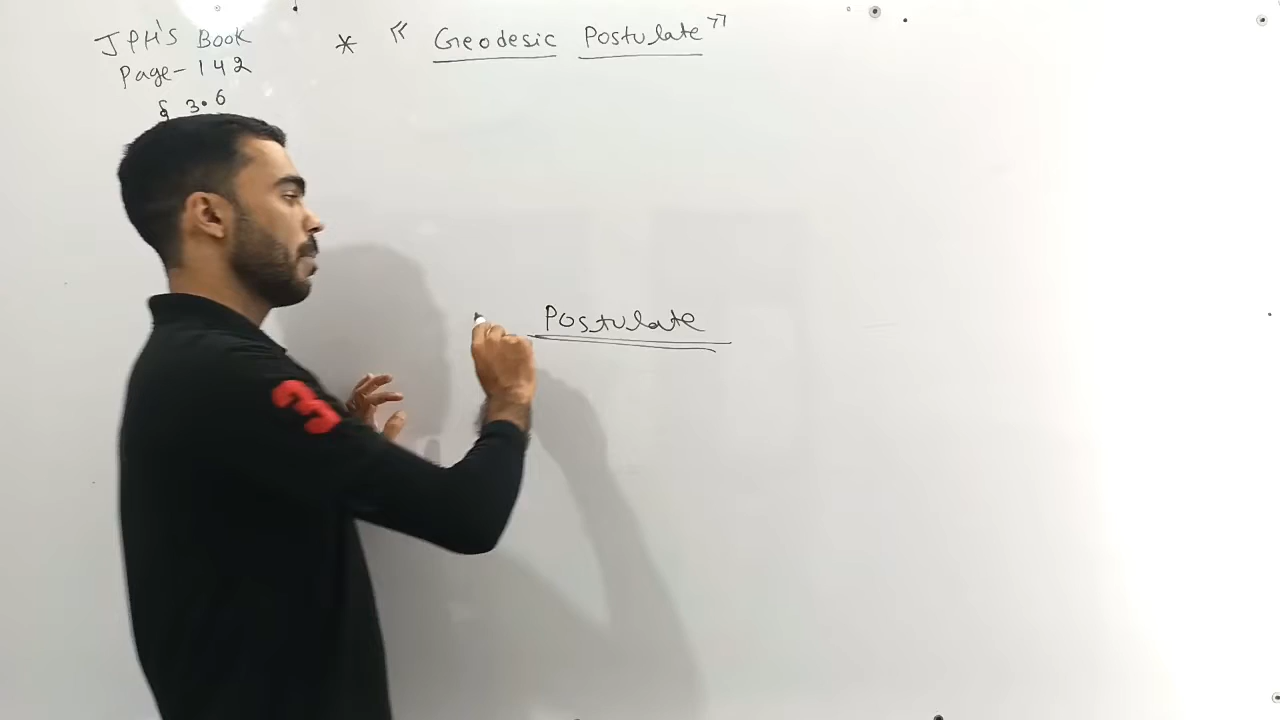 JPH's Book
Page-142
§ 3.6
* « Geodesic Postulate »
Postulate
3